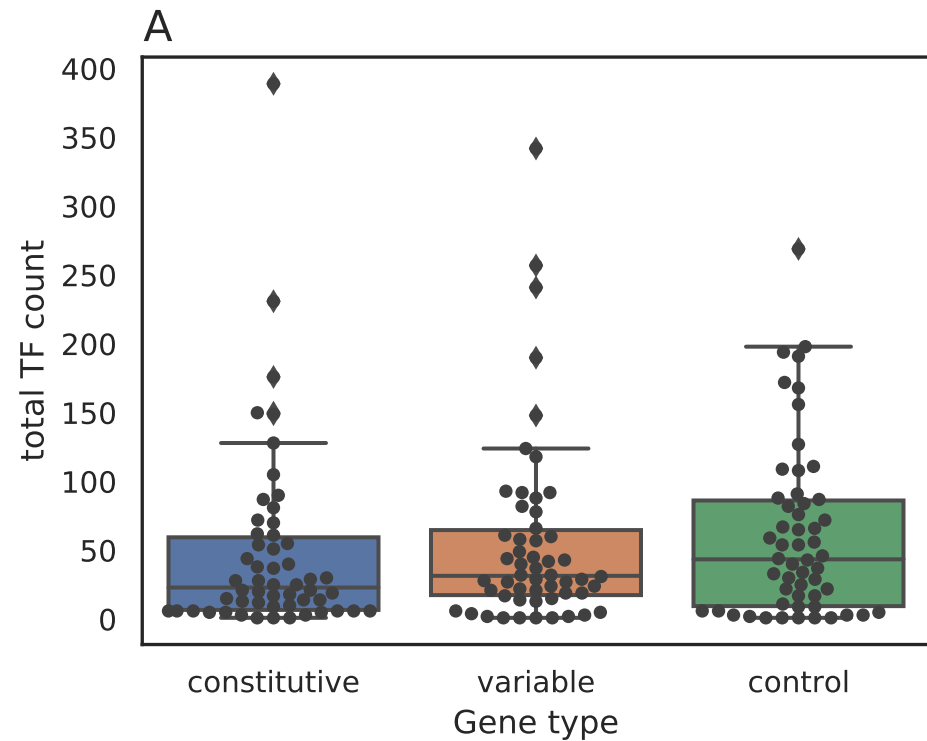 A
total TF count
400
350
300
250
200
150
100
50
0
constitutive
variable
control
Gene type